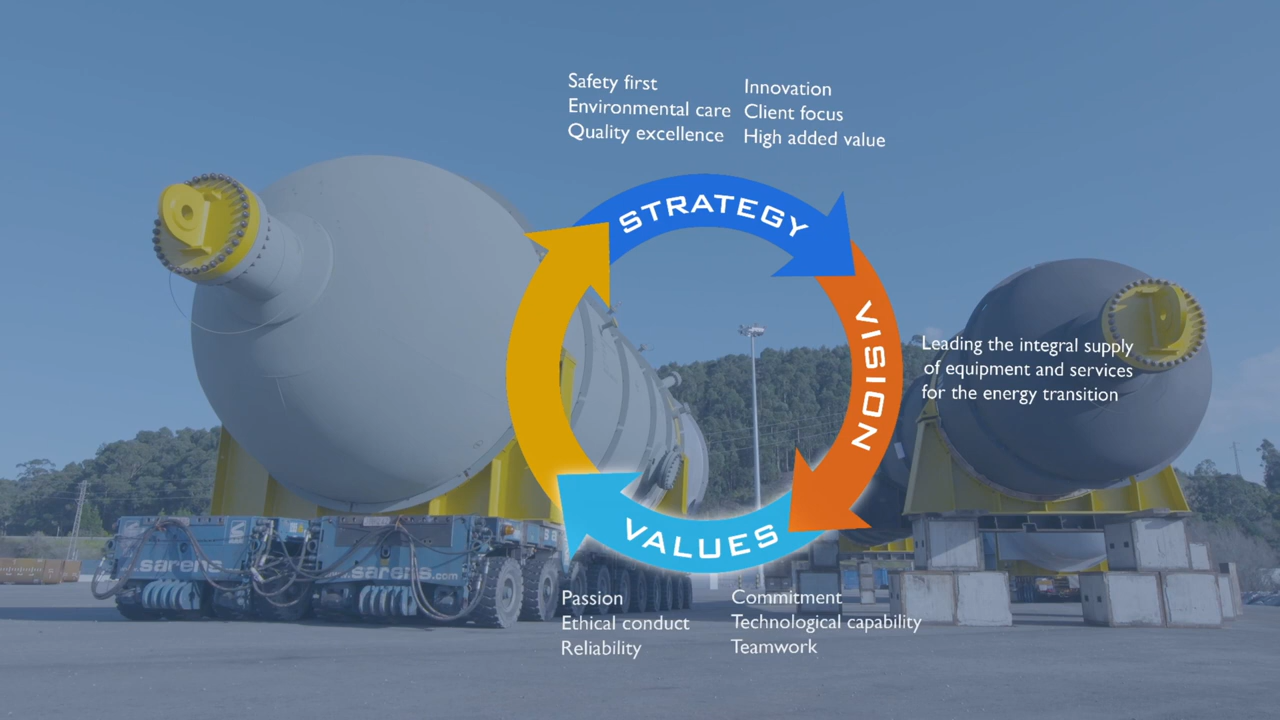 Safety first
Environmental care
Quality excellence
Innovation
Client focus
High added value
STRATEGY
VISION
Leading the integral supply
of equipment and services
for the energy transition
VALUES
Passion
Ethical conduct
Reliability
Commitment
Technological capability
Teamwork
sarens
.sarens.com